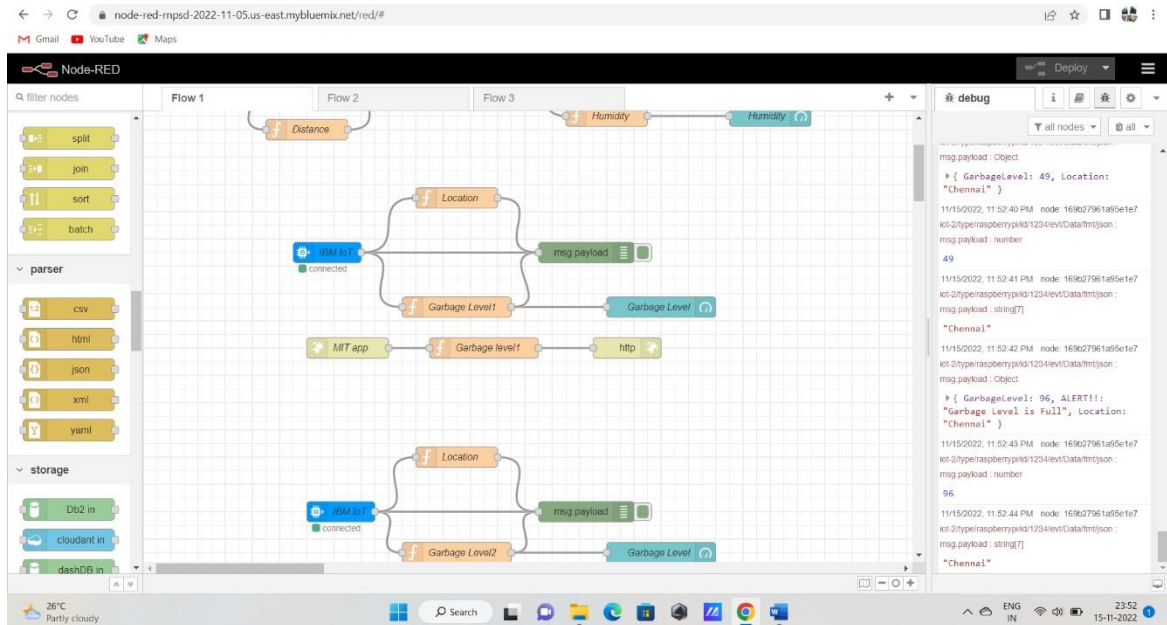 node-red-rnpsd-2022-11-05.us-east.mybluemix.net/red/#
Gmail YouTube Maps
Node-RED
Deploy
filter nodes
Flow 1
Flow 2
Flow 3
debug
all nodes
all
split
join
sort
batch
parser
csv
html
json
xml
yaml
storage
Db2 in
cloudant in
dashDB in
Distance
Humidity
Humidity
Location
IBM IoT
connected
msg.payload
Garbage Level1
Garbage Level
MIT app
Garbage level1
http
Location
IBM IoT
connected
msg.payload
Garbage Level2
Garbage Level
msg.payload : Object
{ GarbageLevel: 49, Location:
"Chennai" }
11/15/2022, 11:52:40 PM node: 169b27961a95e1e7
iot-2/type/raspberrypi/id/1234/evt/Data/fmt/json :
msg.payload : number
49
11/15/2022, 11:52:41 PM node: 169b27961a95e1e7
iot-2/type/raspberrypi/id/1234/evt/Data/fmt/json :
msg.payload : string[7]
"Chennai"
11/15/2022, 11:52:42 PM node: 169b27961a95e1e7
iot-2/type/raspberrypi/id/1234/evt/Data/fmt/json :
msg.payload : Object
{ GarbageLevel: 96, ALERT!!:
"Garbage Level is Full", Location:
"Chennai" }
11/15/2022, 11:52:43 PM node: 169b27961a95e1e7
iot-2/type/raspberrypi/id/1234/evt/Data/fmt/json :
msg.payload : number
96
11/15/2022, 11:52:44 PM node: 169b27961a95e1e7
iot-2/type/raspberrypi/id/1234/evt/Data/fmt/json :
msg.payload : string[7]
"Chennai"
26°C
Partly cloudy
Search
ENG
IN
23:52
15-11-2022
1